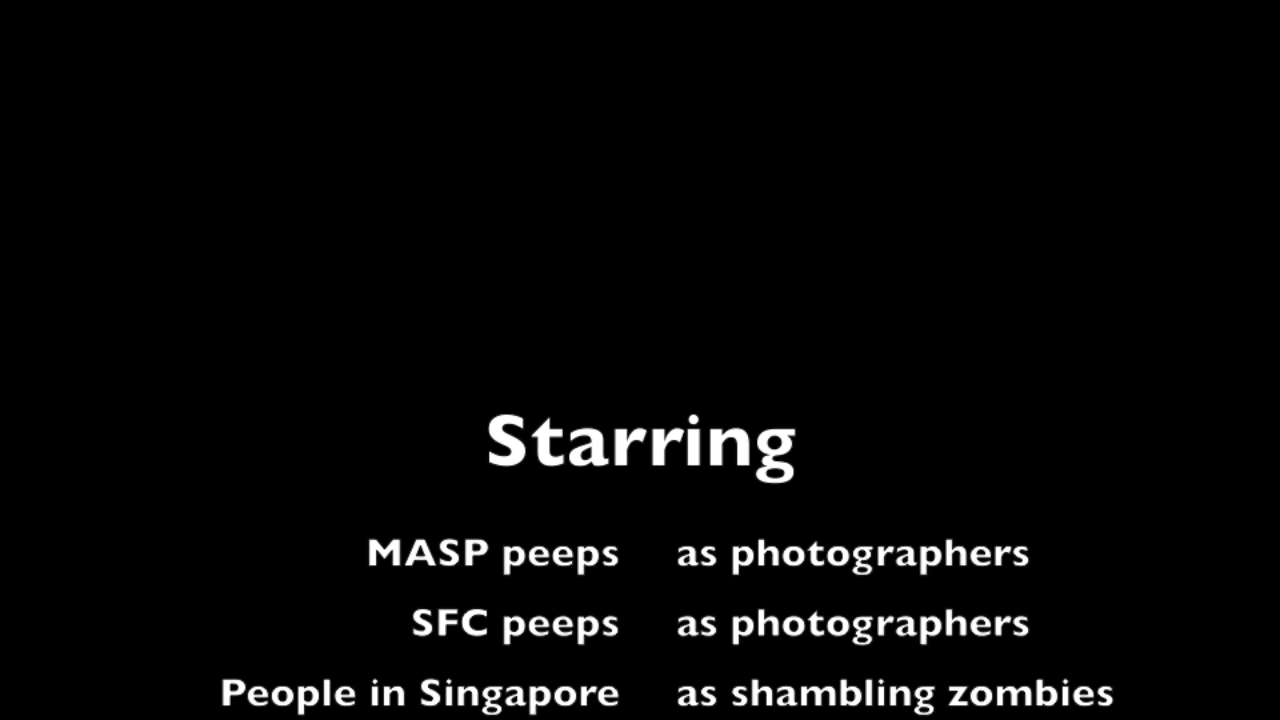 Starring
MASP peeps as photographers
SFC peeps as photographers
People in Singapore as shambling zombies